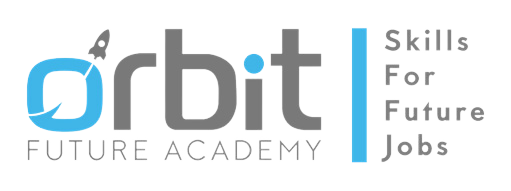 orbit
FUTURE ACADEMY
Skills
For
Future
Jobs